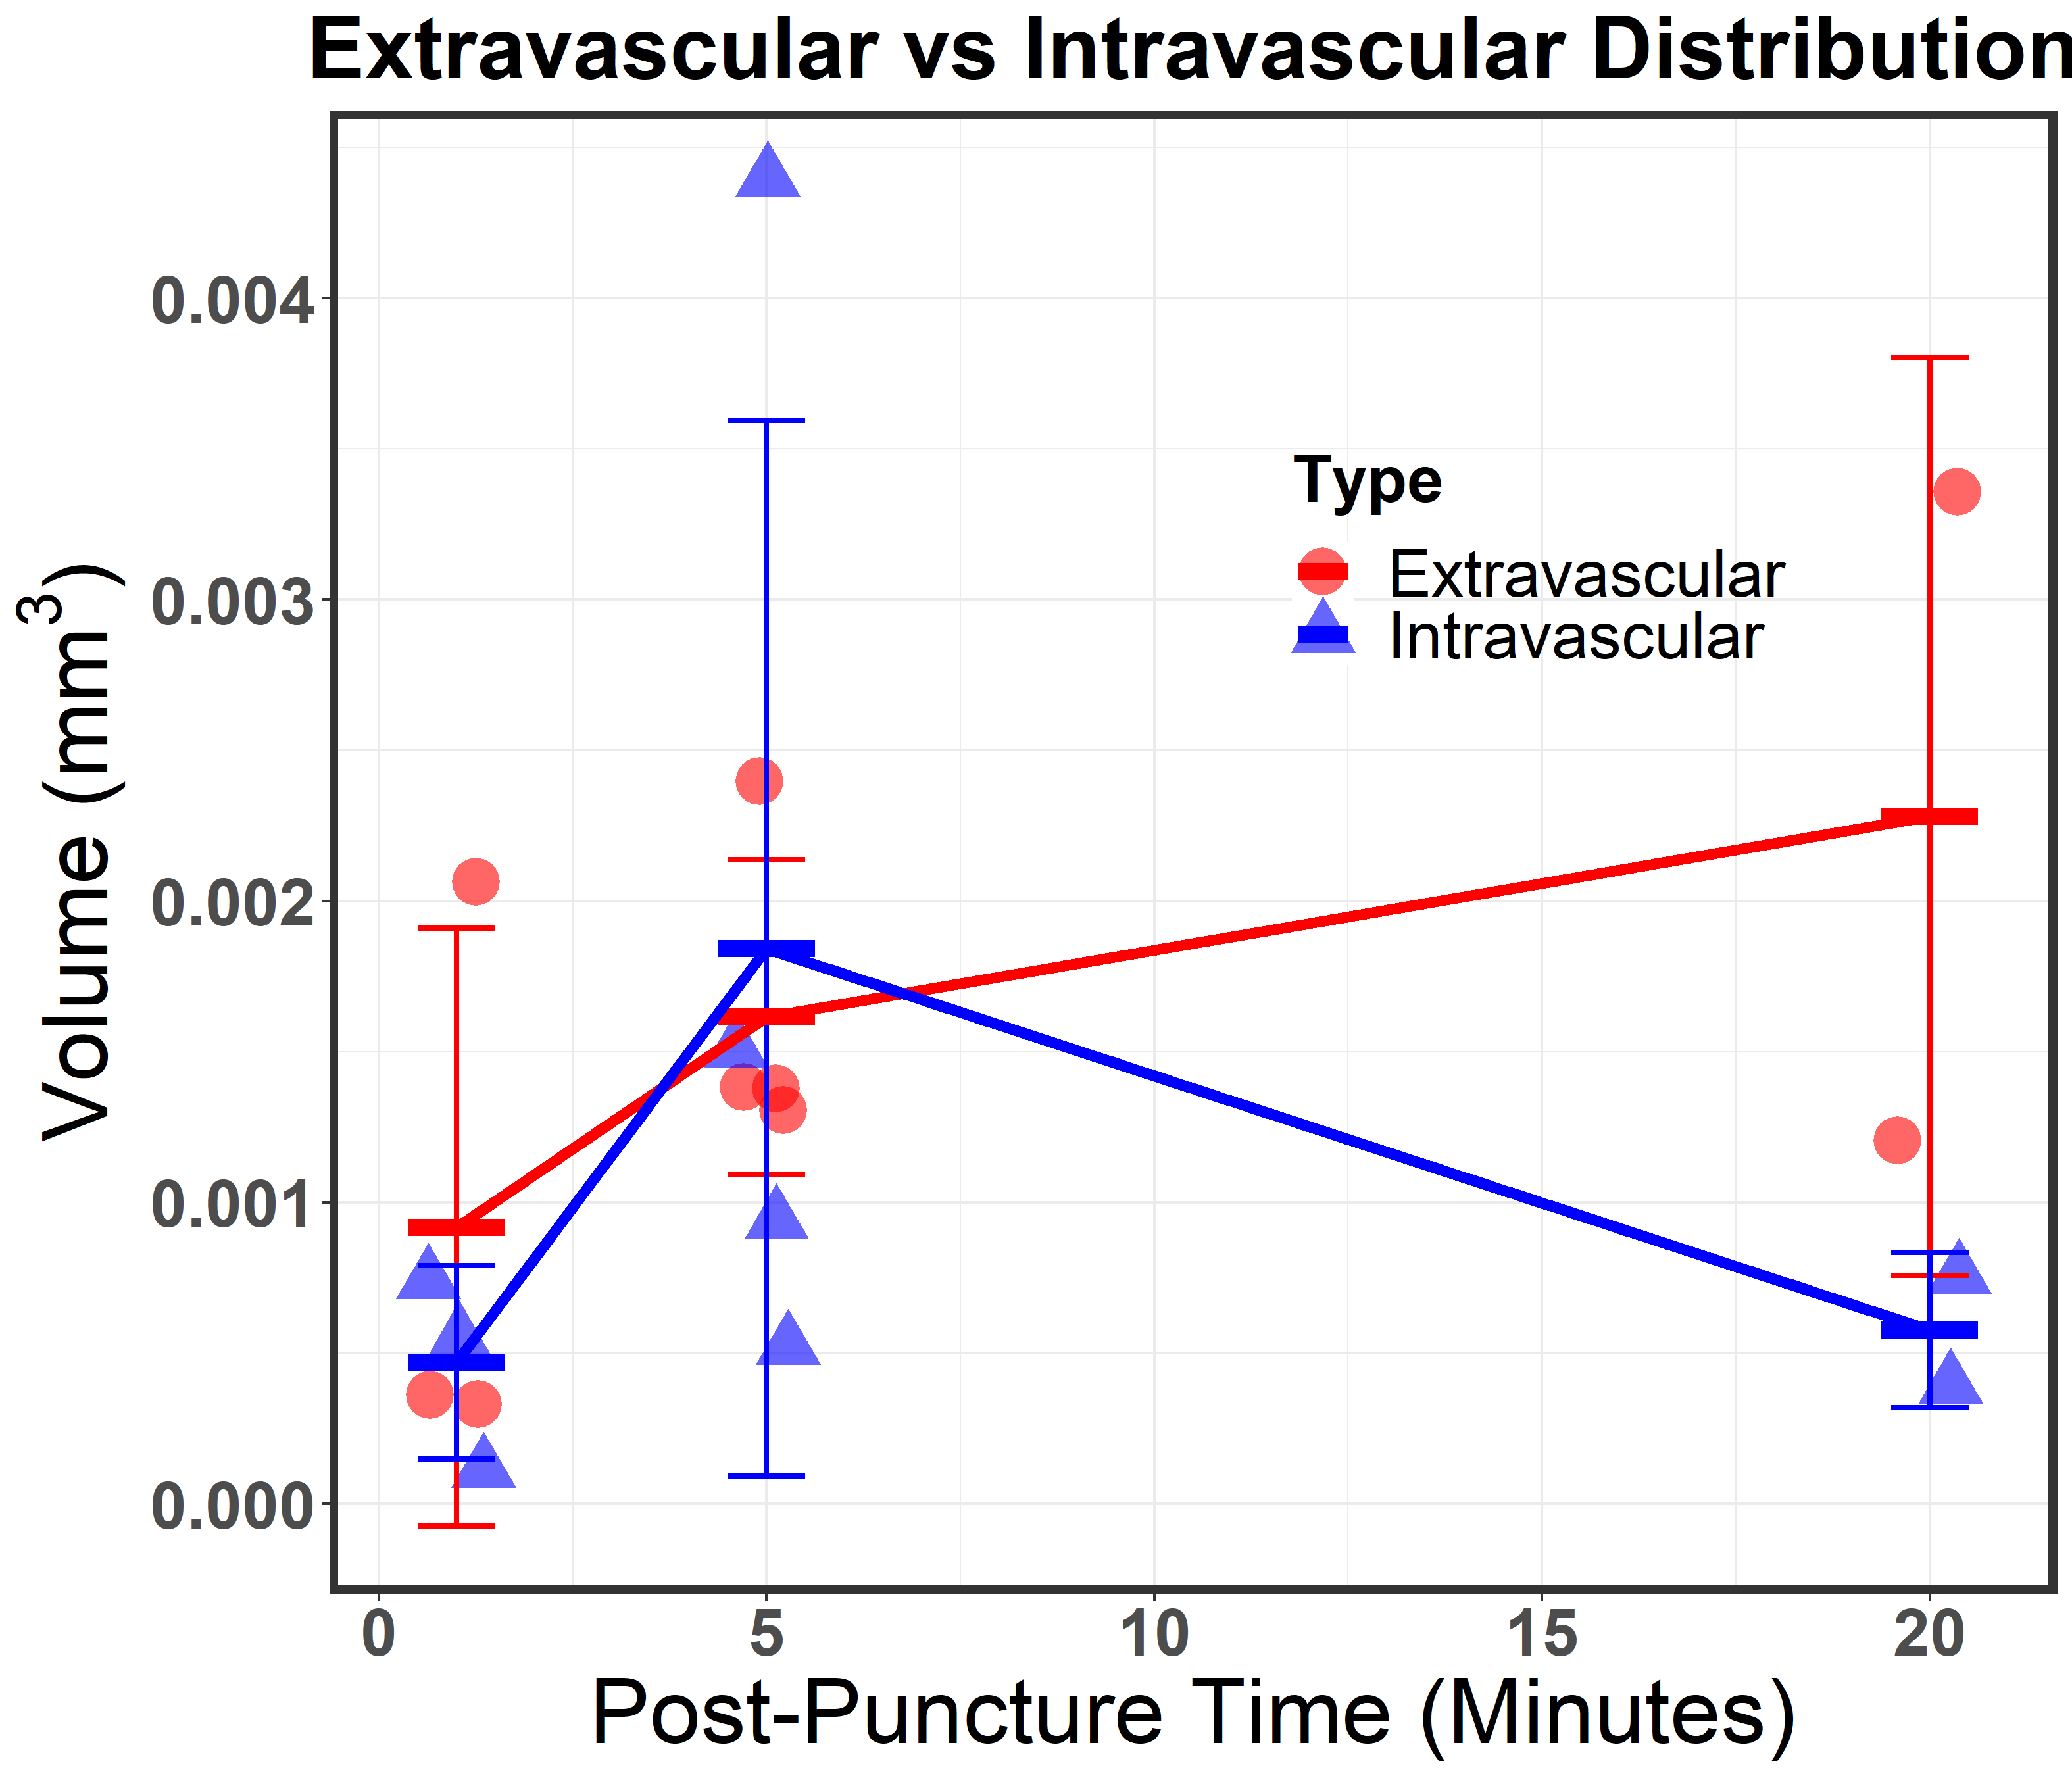 Extravascular vs Intravascular Distribution
Volume (mm³)
0.004
0.003
0.002
0.001
0.000
Type
Extravascular
Intravascular
0 5 10 15 20
Post-Puncture Time (Minutes)